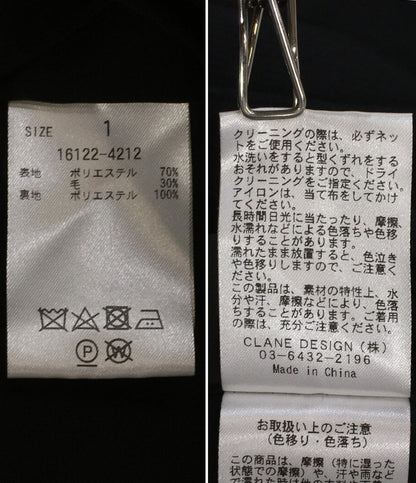 SIZE 1
16122-4212
表地 ポリエステル 70%
毛 30%
裏地 ポリエステル 100%
P
W
クリーニングの際は、必ずネッ
トをご使用ください。
水洗いをすると型くずれをする
おそれがありますので、ドライ
クリーニングをご指定ください。
アイロンは、当て布をしてかけ
てください。
長時間日光に当たったり、摩擦、
水濡れなどによる色落ちや色移
りすることがあります。
濡れたまま放置すると、色泣き
や色移りしますので、ご注意く
ださい。
この製品は、素材の特性上、水
分や汗、摩擦などにより、色落
ちすることがあります。ご着用
の際は、充分ご注意ください。
CLANE DESIGN (株)
03-6432-2196
Made in China
お取扱い上のご注意
(色移り・色落ち)
この商品は、摩擦 (特に湿った
状態での摩擦) や、汗や雨など